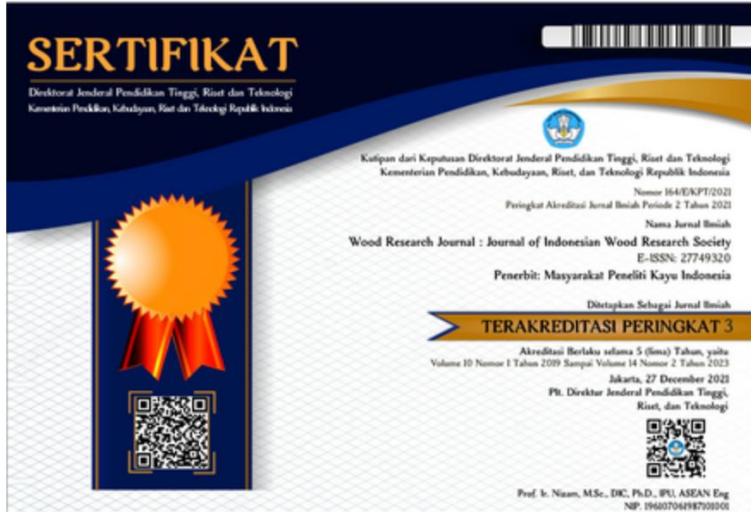 SERTIFIKAT
Direktorat Jenderal Pendidikan Tinggi, Riset dan Teknologi
Kementerian Pendidikan, Kebudayaan, Riset dan Teknologi Republik Indonesia
Kutipan dari Keputusan Direktorat Jenderal Pendidikan Tinggi, Riset dan Teknologi
Kementerian Pendidikan, Kebudayaan, Riset, dan Teknologi Republik Indonesia
Nomor 164/E/KPT/2021
Peringkat Akreditasi Jurnal Ilmiah Periode 2 Tahun 2021
Nama Jurnal Ilmiah
Wood Research Journal : Journal of Indonesian Wood Research Society
E-ISSN: 27749320
Penerbit: Masyarakat Peneliti Kayu Indonesia
Ditetapkan Sebagai Jurnal Ilmiah
TERAKREDITASI PERINGKAT 3
Akreditasi Berlaku selama 5 (lima) Tahun, yaitu
Volume 10 Nomor 1 Tahun 2019 Sampai Volume 14 Nomor 2 Tahun 2023
Jakarta, 27 December 2021
Plt. Direktur Jenderal Pendidikan Tinggi,
Riset, dan Teknologi
Prof. Ir. Nizam, M.Sc., DIC, Ph.D., IPU, ASEAN Eng
NIP. 196107061987101001